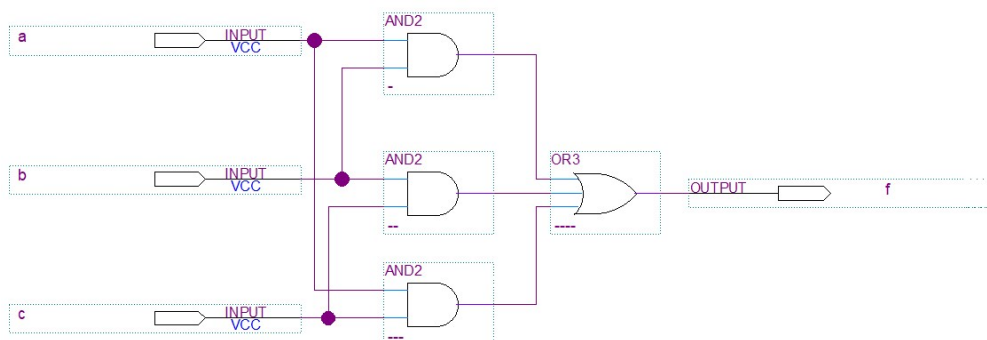 AND2
a INPUT
VCC
-
AND2
b INPUT
VCC
OR3
OUTPUT f
--
----
AND2
c INPUT
VCC
---